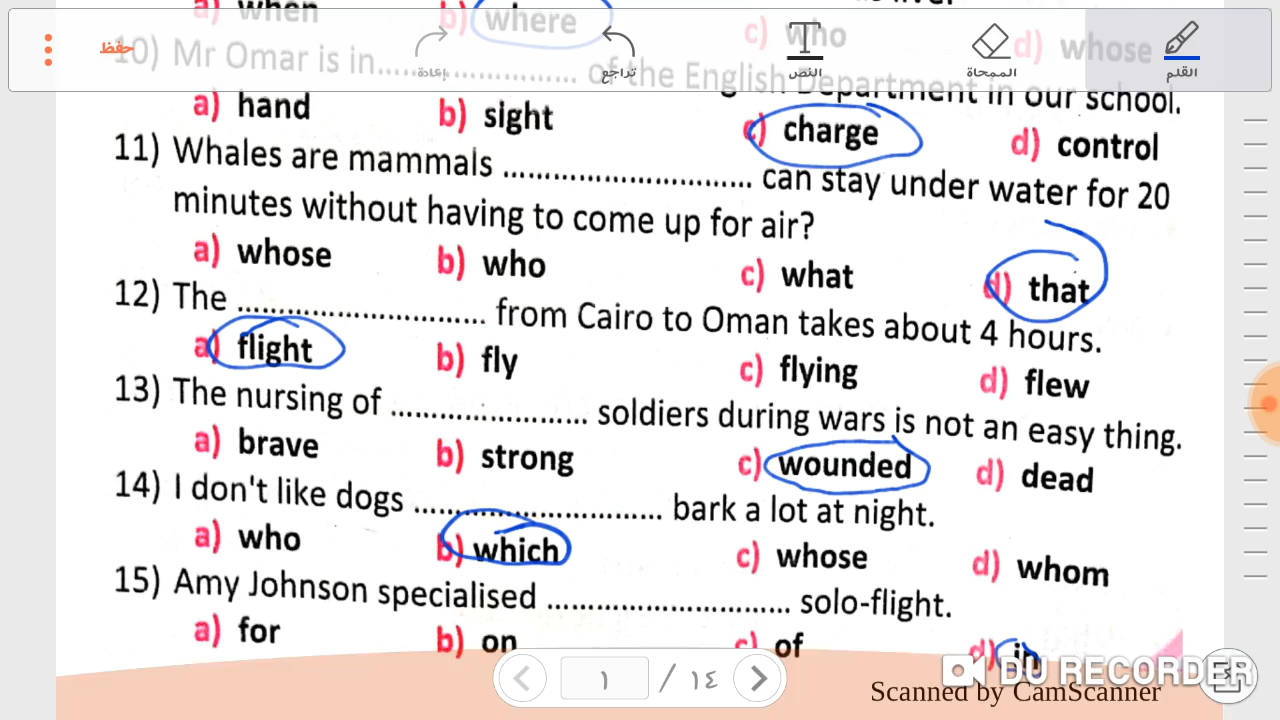 a) when b) where c) who d) whose
حفظ
إعادة تراجع النص الممحاة القلم
10) Mr Omar is in........................ of the English Department in our school.
a) hand b) sight c) charge d) control
11) Whales are mammals ............................... can stay under water for 20
minutes without having to come up for air?
a) whose b) who c) what d) that
12) The ............................... from Cairo to Oman takes about 4 hours.
a) flight b) fly c) flying d) flew
13) The nursing of ........................ soldiers during wars is not an easy thing.
a) brave b) strong c) wounded d) dead
14) I don't like dogs ............................... bark a lot at night.
a) who b) which c) whose d) whom
15) Amy Johnson specialised ............................... solo-flight.
a) for b) on c) of d) in
١ / ١٤
DU RECORDER
Scanned by CamScanner